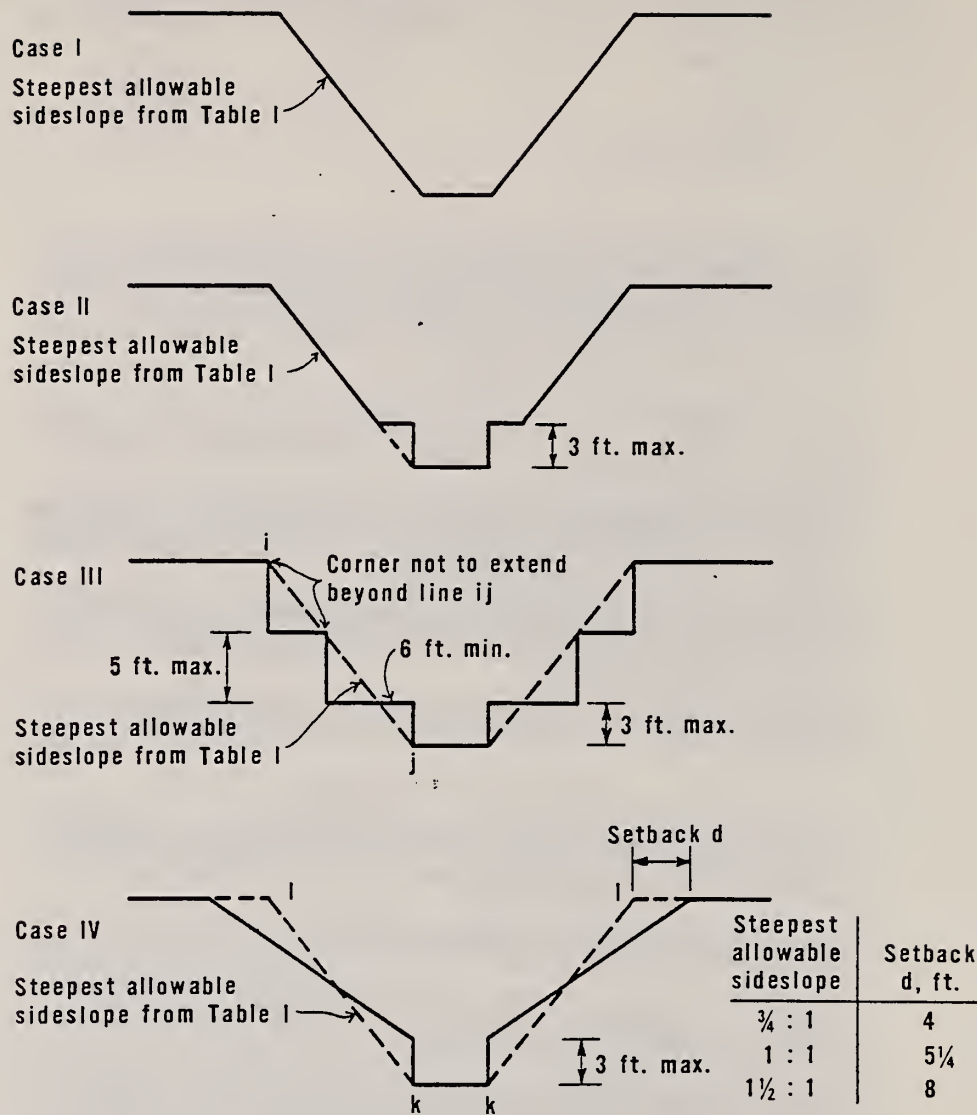 Case I
Steepest allowable
sideslope from Table I
Case II
Steepest allowable
sideslope from Table I
3 ft. max.
i
Case III
Corner not to extend
beyond line ij
6 ft. min.
5 ft. max.
Steepest allowable
sideslope from Table I
3 ft. max.
j
Setback d
l
l
Case IV
Steepest allowable
sideslope from Table I
3 ft. max.
k
k
Steepest
allowable
sideslope
Setback
d, ft.
¾ : 1
4
1 : 1
5¼
1½ : 1
8